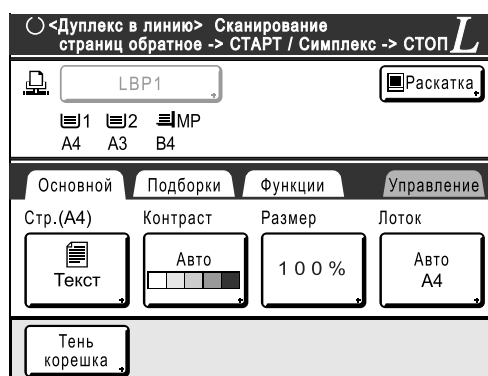 <Дуплекс в линию> Сканирование
страниц обратное -> СТАРТ / Симплекс -> СТОП L
LBP1
Раскатка
1 2 MP
A4 A3 B4
Основной Подборки Функции Управление
Стр.(A4) Контраст Размер Лоток
Текст
Авто
100%
Авто
A4
Тень
корешка